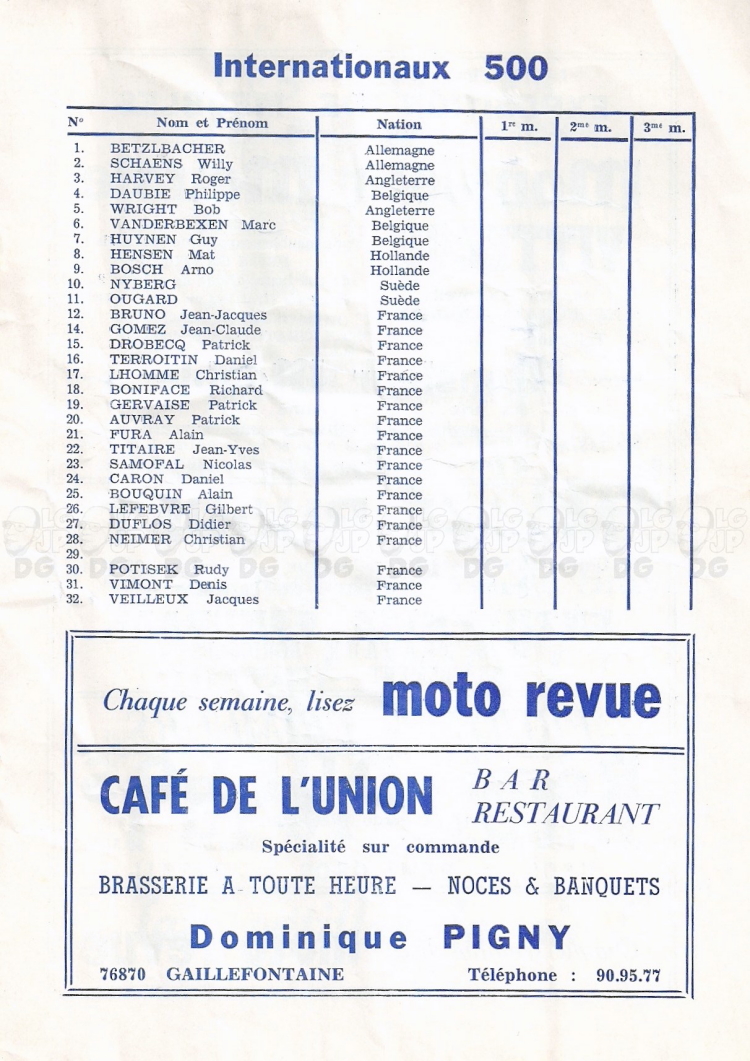 Internationaux 500
N° Nom et Prénom Nation 1re m. 2me m. 3me m.
1. BETZLBACHER Allemagne
2. SCHAENS Willy Allemagne
3. HARVEY Roger Angleterre
4. DAUBIE Philippe Belgique
5. WRIGHT Bob Angleterre
6. VANDERBEXEN Marc Belgique
7. HUYNEN Guy Belgique
8. HENSEN Mat Hollande
9. BOSCH Arno Hollande
10. NYBERG Suède
11. OUGARD Suède
12. BRUNO Jean-Jacques France
14. GOMEZ Jean-Claude France
15. DROBECQ Patrick France
16. TERROITIN Daniel France
17. LHOMME Christian France
18. BONIFACE Richard France
19. GERVAISE Patrick France
20. AUVRAY Patrick France
21. FURA Alain France
22. TITAIRE Jean-Yves France
23. SAMOFAL Nicolas France
24. CARON Daniel France
25. BOUQUIN Alain France
26. LEFEBVRE Gilbert France
27. DUFLOS Didier France
28. NEIMER Christian France
29.
30. POTISEK Rudy France
31. VIMONT Denis France
32. VEILLEUX Jacques France
Chaque semaine, lisez moto revue
CAFÉ DE L'UNION BAR
RESTAURANT
Spécialité sur commande
BRASSERIE A TOUTE HEURE — NOCES & BANQUETS
Dominique PIGNY
76870 GAILLEFONTAINE Téléphone : 90.95.77